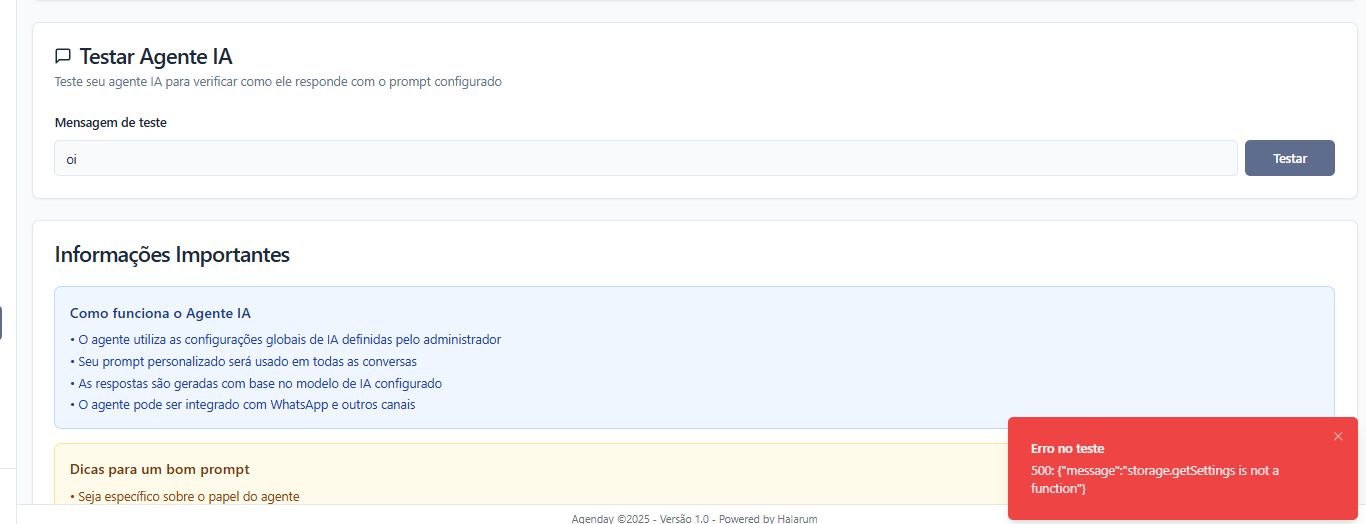 Testar Agente IA
Teste seu agente IA para verificar como ele responde com o prompt configurado
Mensagem de teste
oi
Testar
Informações Importantes
Como funciona o Agente IA
• O agente utiliza as configurações globais de IA definidas pelo administrador
• Seu prompt personalizado será usado em todas as conversas
• As respostas são geradas com base no modelo de IA configurado
• O agente pode ser integrado com WhatsApp e outros canais
Dicas para um bom prompt
• Seja específico sobre o papel do agente
Erro no teste
500: {"message":"storage.getSettings is not a
function"}
Agenday ©2025 - Versão 1.0 - Powered by Halarum